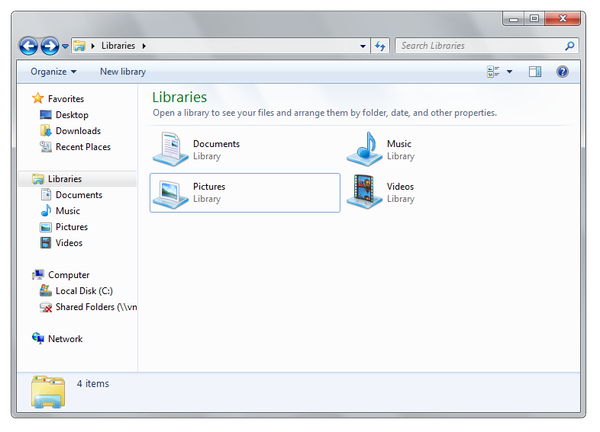 Libraries
Search Libraries
Organize
New library
Favorites
Desktop
Downloads
Recent Places
Libraries
Documents
Music
Pictures
Videos
Computer
Local Disk (C:)
Shared Folders (\\vn
Network
Libraries
Open a library to see your files and arrange them by folder, date, and other properties.
Documents
Library
Music
Library
Pictures
Library
Videos
Library
4 items